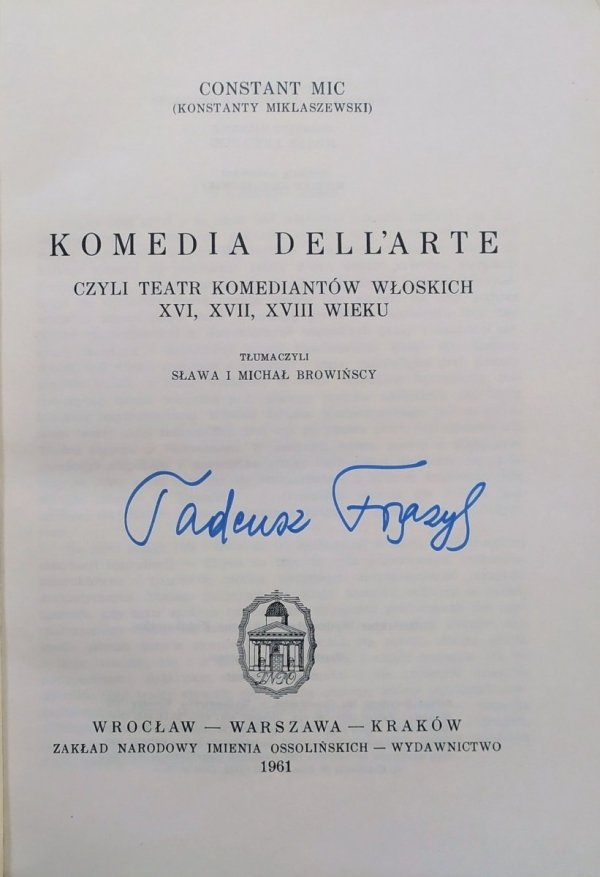 CONSTANT MIC
(KONSTANTY MIKLASZEWSKI)
KOMEDIA DELL'ARTE
CZYLI TEATR KOMEDIANTÓW WŁOSKICH
XVI, XVII, XVIII WIEKU
TŁUMACZYLI
SŁAWA I MICHAŁ BROWIŃSCY
Tadeusz
WROCŁAW — WARSZAWA — KRAKÓW
ZAKŁAD NARODOWY IMIENIA OSSOLIŃSKICH — WYDAWNICTWO
1961